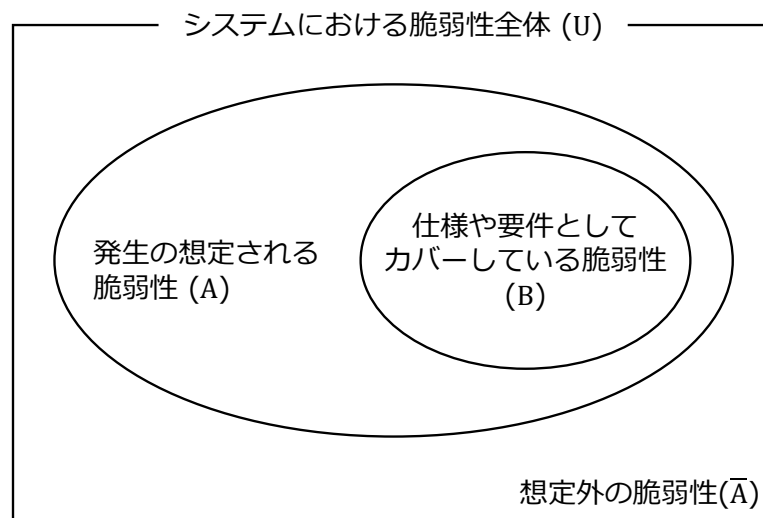 システムにおける脆弱性全体 (U)
仕様や要件として
カバーしている脆弱性
(B)
発生の想定される
脆弱性 (A)
想定外の脆弱性(A̅)